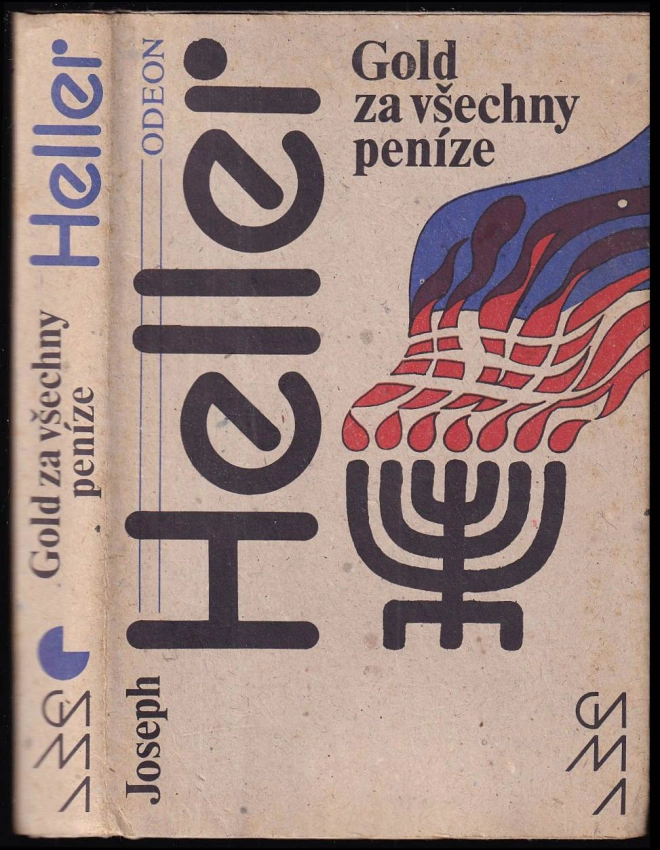 Heller
Gold za všechny
peníze
ODEON
Joseph Heller
Gold
za všechny
peníze